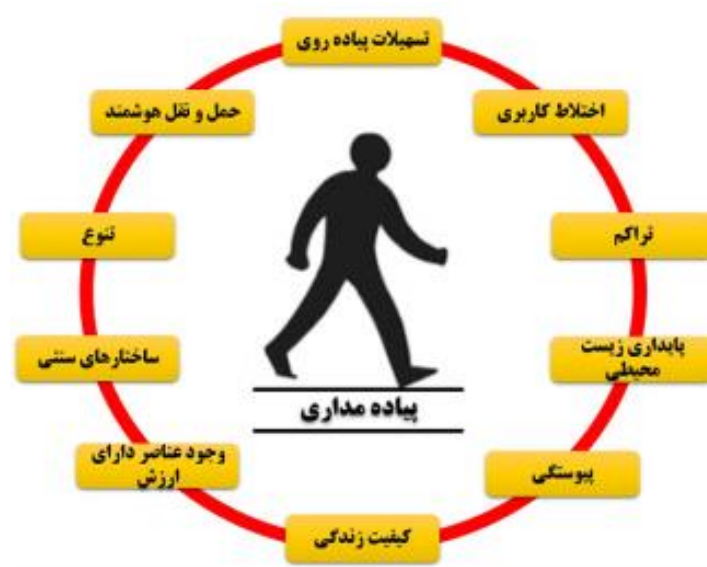 تسهیلات پیاده روی
حمل و نقل هوشمند
اختلاط کاربری
تنوع
تراکم
ساختارهای سنتی
پایداری زیست
محیطی
پیاده مداری
وجود عناصر دارای
ارزش
پیوستگی
کیفیت زندگی